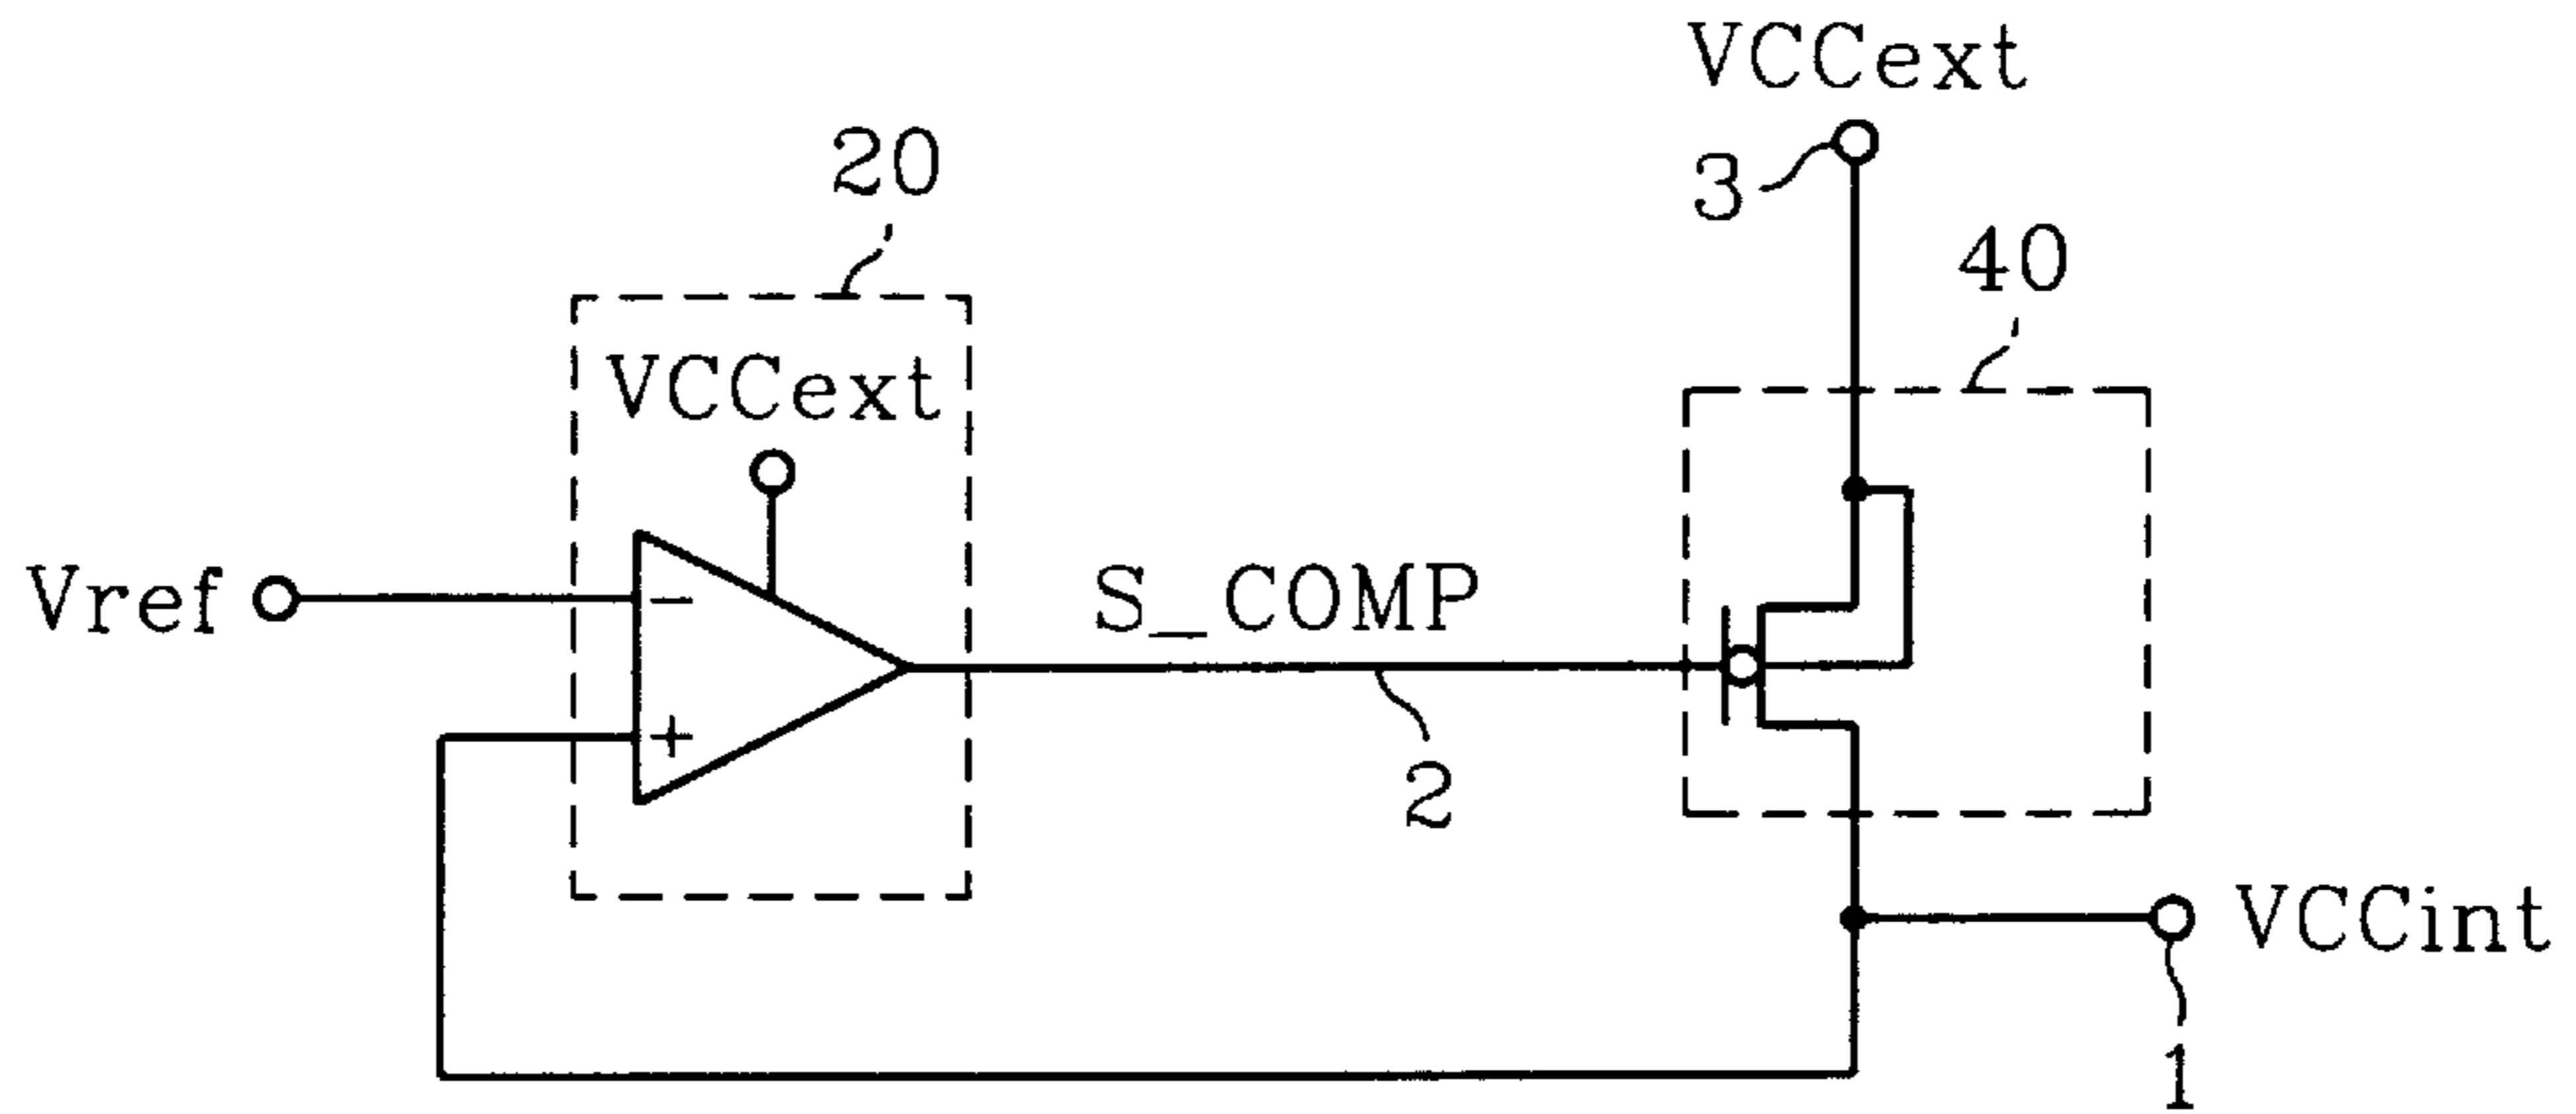 VCCext
3
20
40
VCCext
Vref
-
+
S_COMP
2
VCCint
1